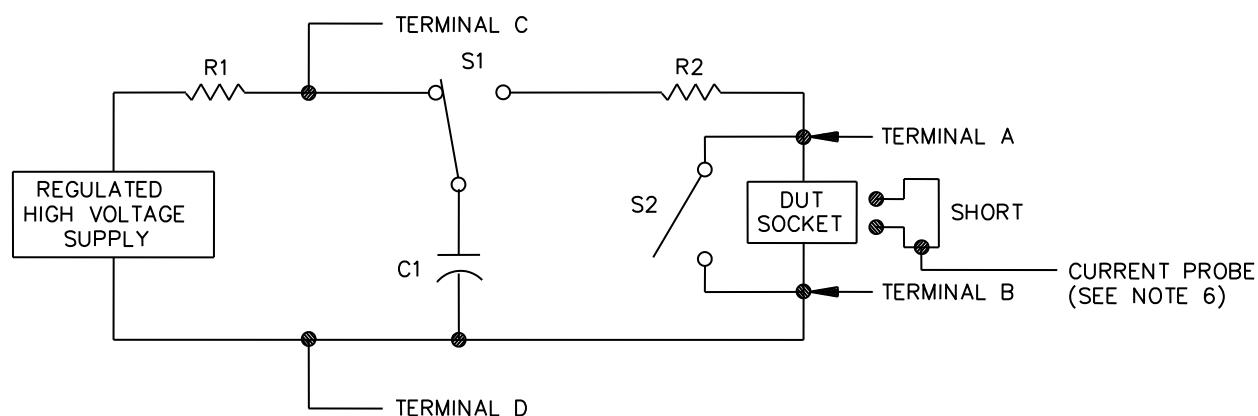 TERMINAL C
S1
R1
R2
TERMINAL A
REGULATED
HIGH VOLTAGE
SUPPLY
DUT
SOCKET
S2
SHORT
C1
CURRENT PROBE
(SEE NOTE 6)
TERMINAL B
TERMINAL D